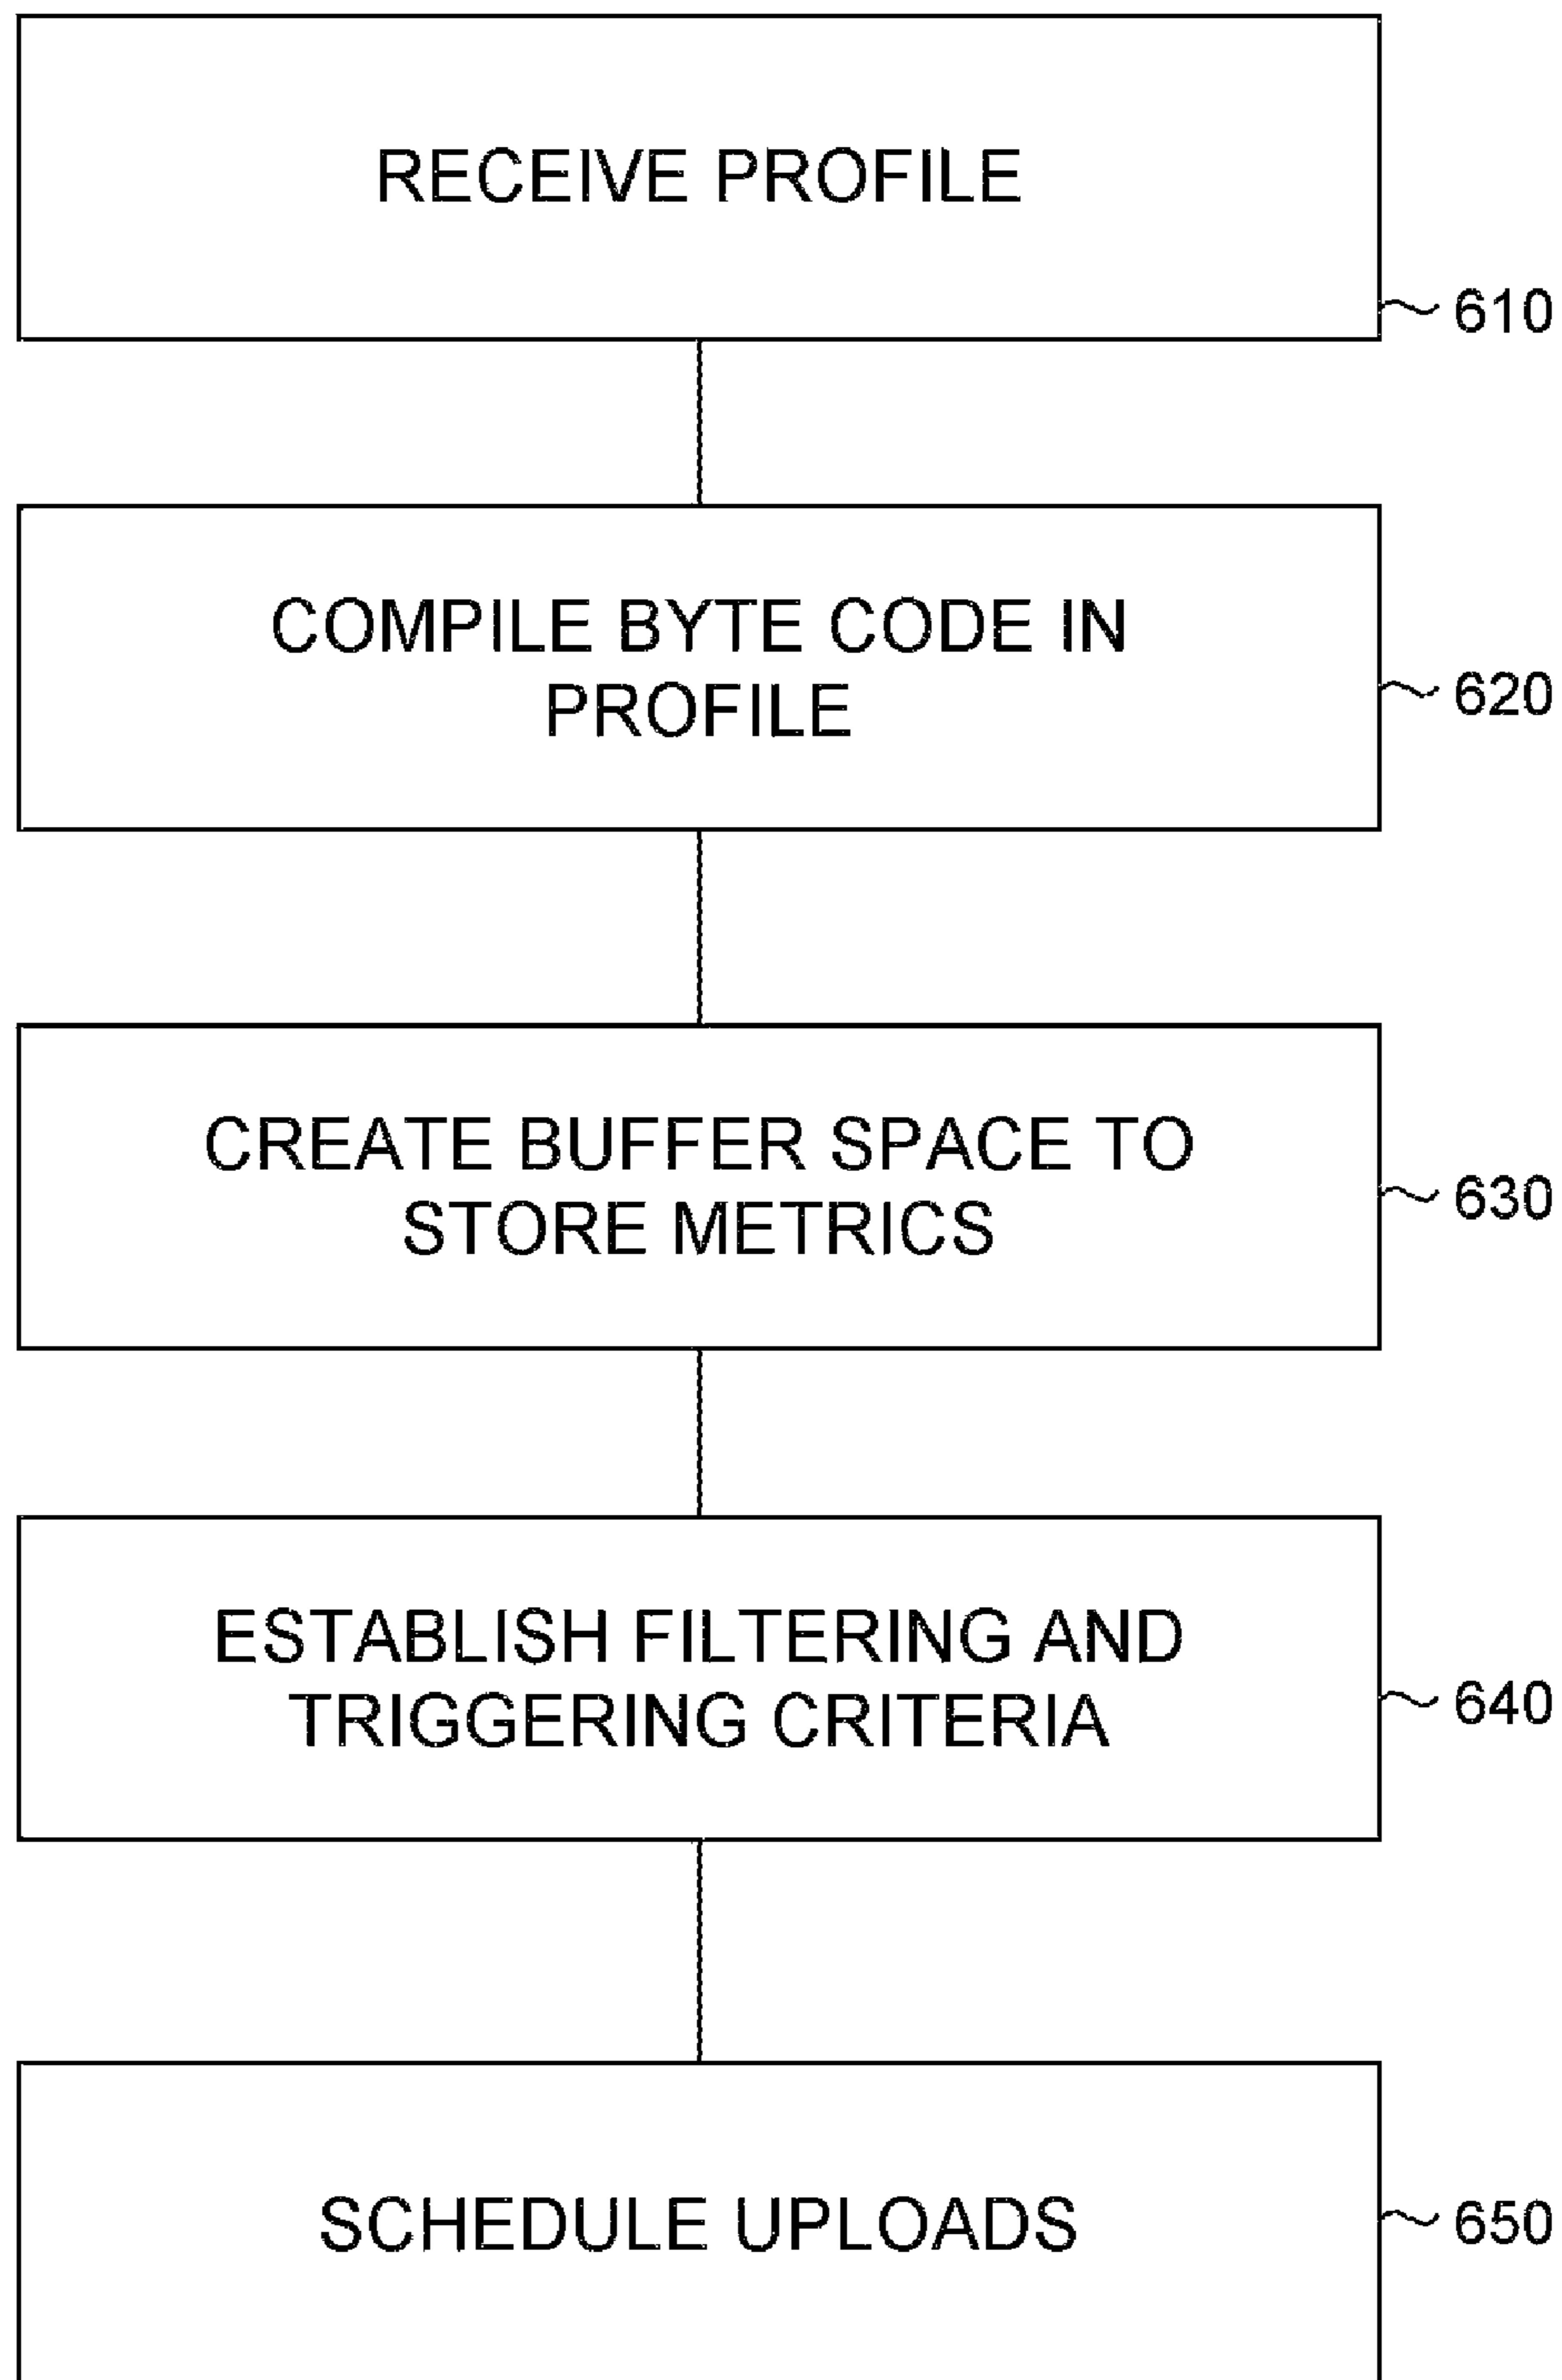 RECEIVE PROFILE
610
COMPILE BYTE CODE IN
PROFILE
620
CREATE BUFFER SPACE TO
STORE METRICS
630
ESTABLISH FILTERING AND
TRIGGERING CRITERIA
640
SCHEDULE UPLOADS
650